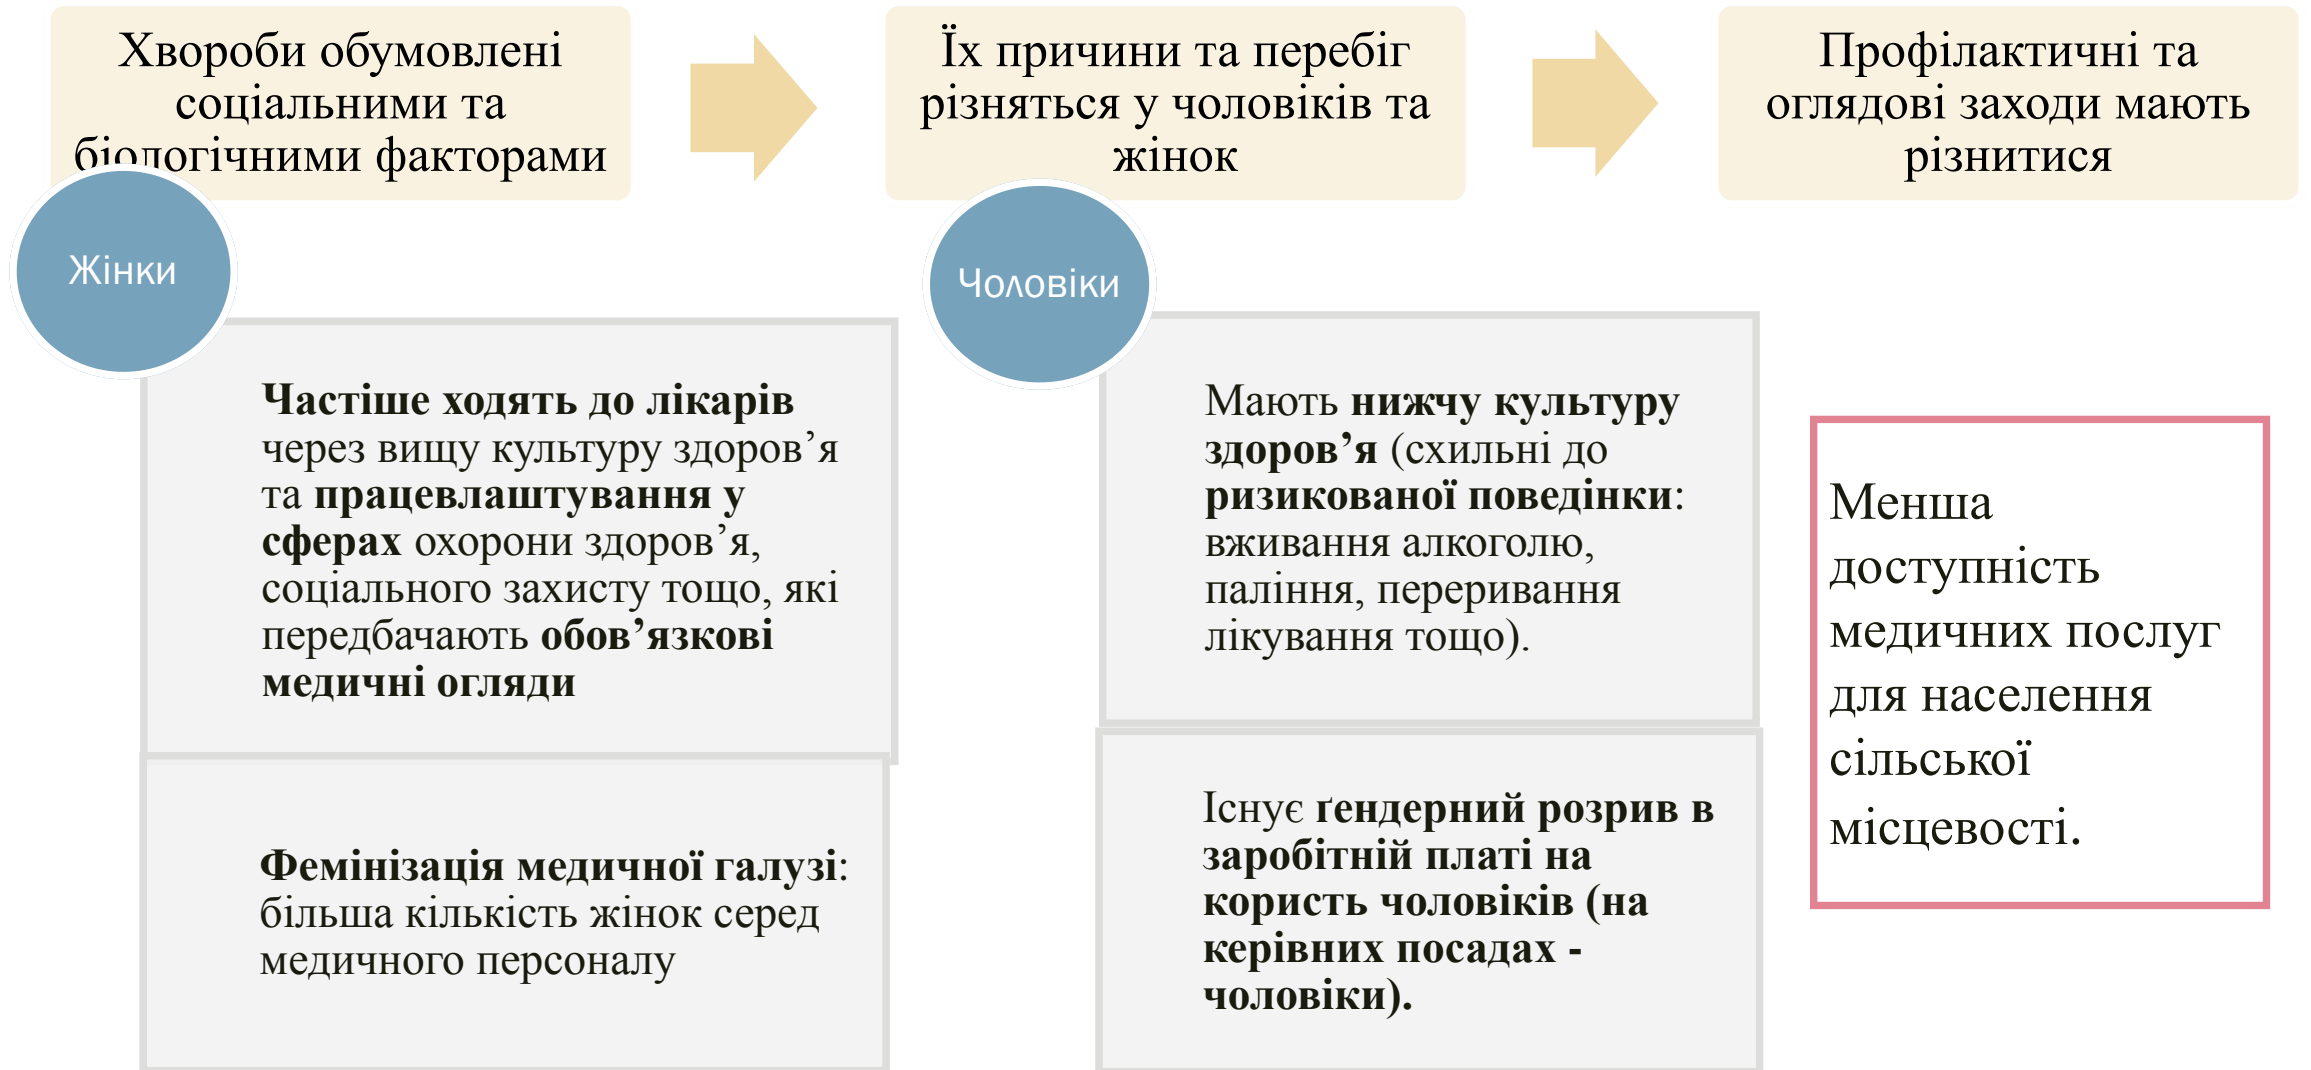 Хвороби обумовлені
соціальними та
біологічними факторами
Їх причини та перебіг
різняться у чоловіків та
жінок
Профілактичні та
оглядові заходи мають
різнитися
Жінки
Частіше ходять до лікарів
через вищу культуру здоров’я
та працевлаштування у
сферах охорони здоров’я,
соціального захисту тощо, які
передбачають обов’язкові
медичні огляди
Фемінізація медичної галузі:
більша кількість жінок серед
медичного персоналу
Чоловіки
Мають нижчу культуру
здоров’я (схильні до
ризикованої поведінки:
вживання алкоголю,
паління, переривання
лікування тощо).
Існує ґендерний розрив в
заробітній платі на
користь чоловіків (на
керівних посадах -
чоловіки).
Менша
доступність
медичних послуг
для населення
сільської
місцевості.